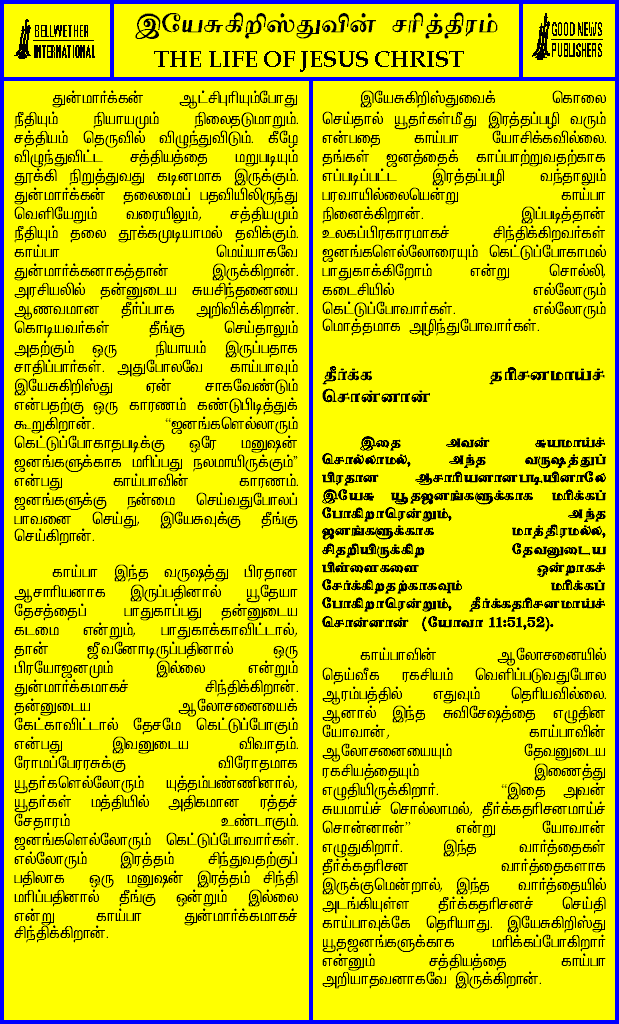 BELLWETHER
INTERNATIONAL
இயேசுகிறிஸ்துவின் சரித்திரம்
THE LIFE OF JESUS CHRIST
GOOD NEWS
PUBLISHERS
துன்மார்க்கன் ஆட்சிபுரியும்போது
நீதியும் நியாயமும் நிலைதடுமாறும்.
சத்தியம் தெருவில் விழுந்துவிடும். கீழே
விழுந்துவிட்ட சத்தியத்தை மறுபடியும்
தூக்கி நிறுத்துவது கடினமாக இருக்கும்.
துன்மார்க்கன் தலைமைப் பதவியிலிருந்து
வெளியேறும் வரையிலும், சத்தியமும்
நீதியும் தலை தூக்கமுடியாமல் தவிக்கும்.
காய்பா மெய்யாகவே
துன்மார்க்கனாகத்தான் இருக்கிறான்.
அரசியலில் தன்னுடைய சுயசிந்தனையை
ஆணவமான தீர்ப்பாக அறிவிக்கிறான்.
கொடியவர்கள் தீங்கு செய்தாலும்
அதற்கும் ஒரு நியாயம் இருப்பதாக
சாதிப்பார்கள். அதுபோலவே காய்பாவும்
இயேசுகிறிஸ்து ஏன் சாகவேண்டும்
என்பதற்கு ஒரு காரணம் கண்டுபிடித்துக்
கூறுகிறான். "ஜனங்களெல்லாரும்
கெட்டுப்போகாதபடிக்கு ஒரே மனுஷன்
ஜனங்களுக்காக மரிப்பது நலமாயிருக்கும்"
என்பது காய்பாவின் காரணம்.
ஜனங்களுக்கு நன்மை செய்வதுபோலப்
பாவனை செய்து, இயேசுவுக்கு தீங்கு
செய்கிறான்.
காய்பா இந்த வருஷத்து பிரதான
ஆசாரியனாக இருப்பதினால் யூதேயா
தேசத்தைப் பாதுகாப்பது தன்னுடைய
கடமை என்றும், பாதுகாக்காவிட்டால்,
தான் ஜீவனோடிருப்பதினால் ஒரு
பிரயோஜனமும் இல்லை என்றும்
துன்மார்க்கமாகச் சிந்திக்கிறான்.
தன்னுடைய ஆலோசனையைக்
கேட்காவிட்டால் தேசமே கெட்டுப்போகும்
என்பது இவனுடைய விவாதம்.
ரோமப்பேரரசுக்கு விரோதமாக
யூதர்களெல்லோரும் யுத்தம்பண்ணினால்,
யூதர்கள் மத்தியில் அதிகமான ரத்தச்
சேதாரம் உண்டாகும்.
ஜனங்களெல்லோரும் கெட்டுப்போவார்கள்.
எல்லோரும் இரத்தம் சிந்துவதற்குப்
பதிலாக ஒரு மனுஷன் இரத்தம் சிந்தி
மரிப்பதினால் தீங்கு ஒன்றும் இல்லை
என்று காய்பா துன்மார்க்கமாகச்
சிந்திக்கிறான்.
இயேசுகிறிஸ்துவைக் கொலை
செய்தால் யூதர்கள்மீது இரத்தப்பழி வரும்
என்பதை காய்பா யோசிக்கவில்லை.
தங்கள் ஜனத்தைக் காப்பாற்றுவதற்காக
எப்படிப்பட்ட இரத்தப்பழி வந்தாலும்
பரவாயில்லையென்று காய்பா
நினைக்கிறான். இப்படித்தான்
உலகப்பிரகாரமாகச் சிந்திக்கிறவர்கள்
ஜனங்களெல்லோரையும் கெட்டுப்போகாமல்
பாதுகாக்கிறோம் என்று சொல்லி,
கடைசியில் எல்லோரும்
கெட்டுப்போவார்கள். எல்லோரும்
மொத்தமாக அழிந்துபோவார்கள்.
தீர்க்க தரிசனமாய்ச்
சொன்னான்
இதை அவன் சுயமாய்ச்
சொல்லாமல், அந்த வருஷத்துப்
பிரதான ஆசாரியனானபடியினாலே
இயேசு யூதஜனங்களுக்காக மரிக்கப்
போகிறாரென்றும், அந்த
ஜனங்களுக்காக மாத்திரமல்ல,
சிதறியிருக்கிற தேவனுடைய
பிள்ளைகளை ஒன்றாகச்
சேர்க்கிறதற்காகவும் மரிக்கப்
போகிறாரென்றும், தீர்க்கதரிசனமாய்ச்
சொன்னான் (யோவா 11:51,52).
காய்பாவின் ஆலோசனையில்
தெய்வீக ரகசியம் வெளிப்படுவதுபோல
ஆரம்பத்தில் எதுவும் தெரியவில்லை.
ஆனால் இந்த சுவிசேஷத்தை எழுதின
யோவான், காய்பாவின்
ஆலோசனையையும் தேவனுடைய
ரகசியத்தையும் இணைத்து
எழுதியிருக்கிறார். "இதை அவன்
சுயமாய்ச் சொல்லாமல், தீர்க்கதரிசனமாய்ச்
சொன்னான்" என்று யோவான்
எழுதுகிறார். இந்த வார்த்தைகள்
தீர்க்கதரிசன வார்த்தைகளாக
இருக்குமென்றால், இந்த வார்த்தையில்
அடங்கியுள்ள தீர்க்கதரிசனச் செய்தி
காய்பாவுக்கே தெரியாது. இயேசுகிறிஸ்து
யூதஜனங்களுக்காக மரிக்கப்போகிறார்
என்னும் சத்தியத்தை காய்பா
அறியாதவனாகவே இருக்கிறான்.